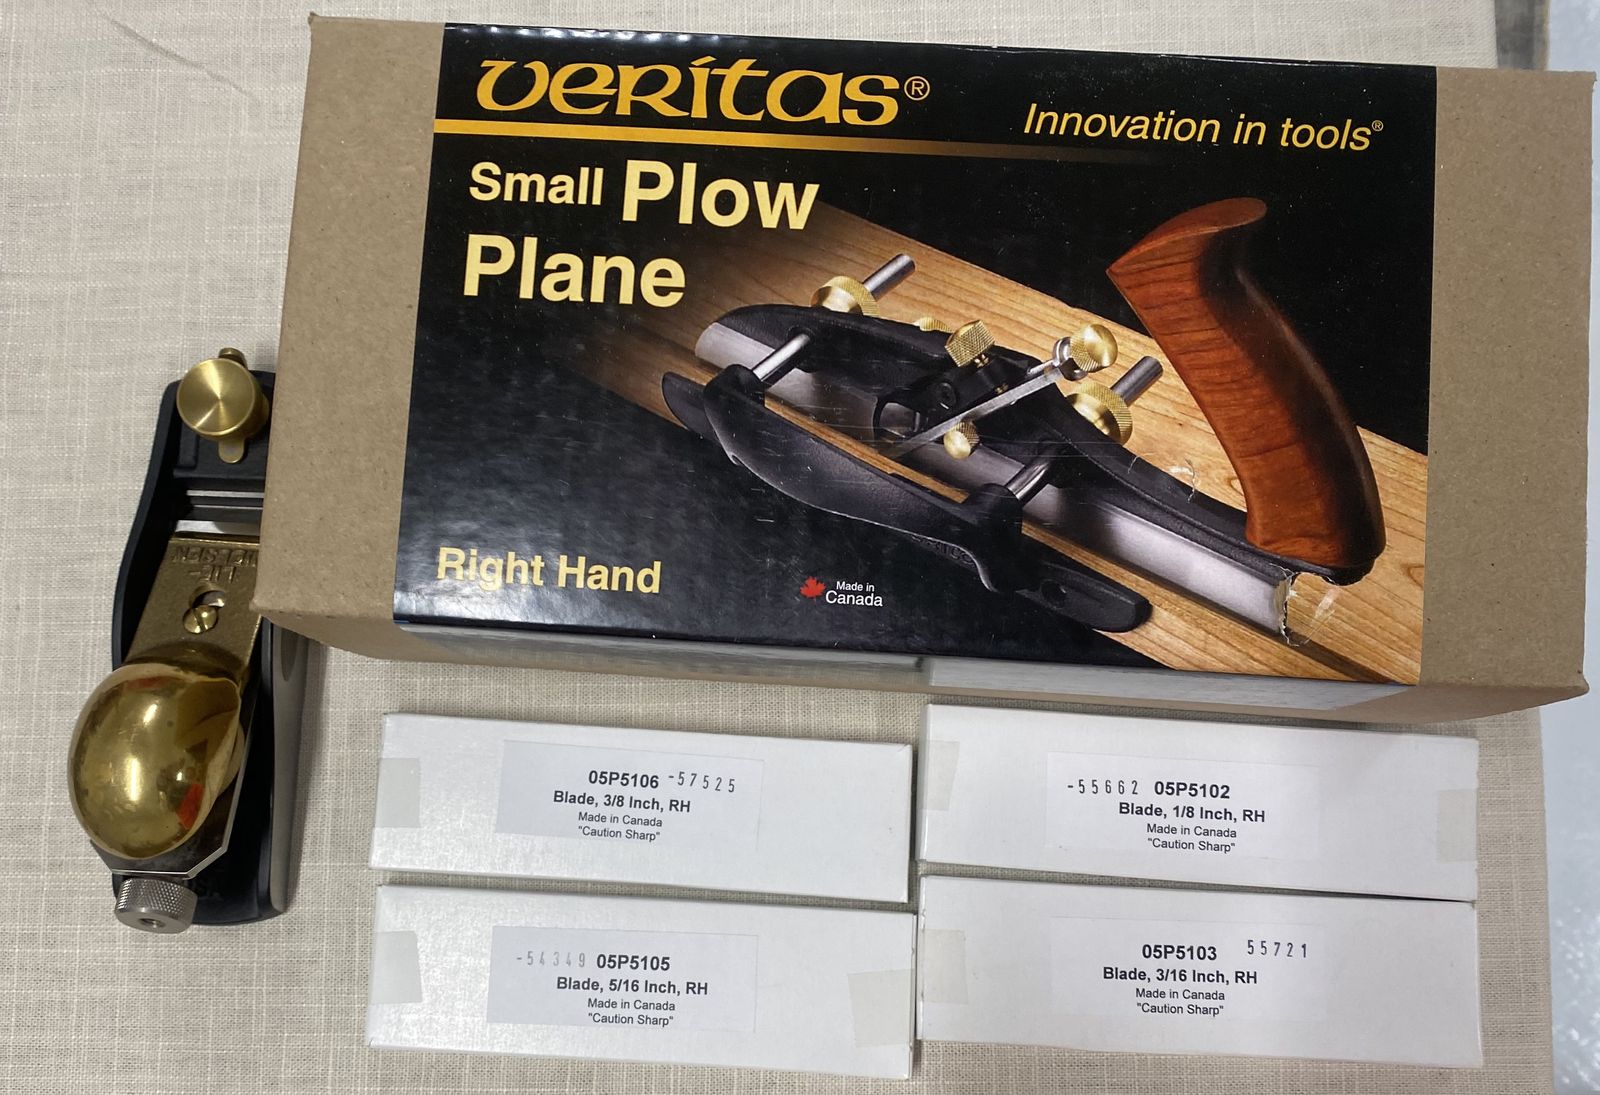 veritas®
Innovation in tools®
Small Plow
Plane
Right Hand
Made in
Canada
05P5106 -57525
Blade, 3/8 Inch, RH
Made in Canada
"Caution Sharp"
-55662 05P5102
Blade, 1/8 Inch, RH
Made in Canada
"Caution Sharp"
-54349 05P5105
Blade, 5/16 Inch, RH
Made in Canada
"Caution Sharp"
05P5103 55721
Blade, 3/16 Inch, RH
Made in Canada
"Caution Sharp"